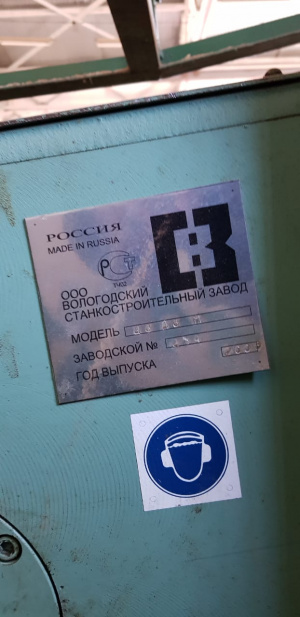 РОССИЯ
MADE IN RUSSIA
ООО
ВОЛОГОДСКИЙ
СТАНКОСТРОИТЕЛЬНЫЙ ЗАВОД
МОДЕЛЬ
ЗАВОДСКОЙ №
ГОД ВЫПУСКА